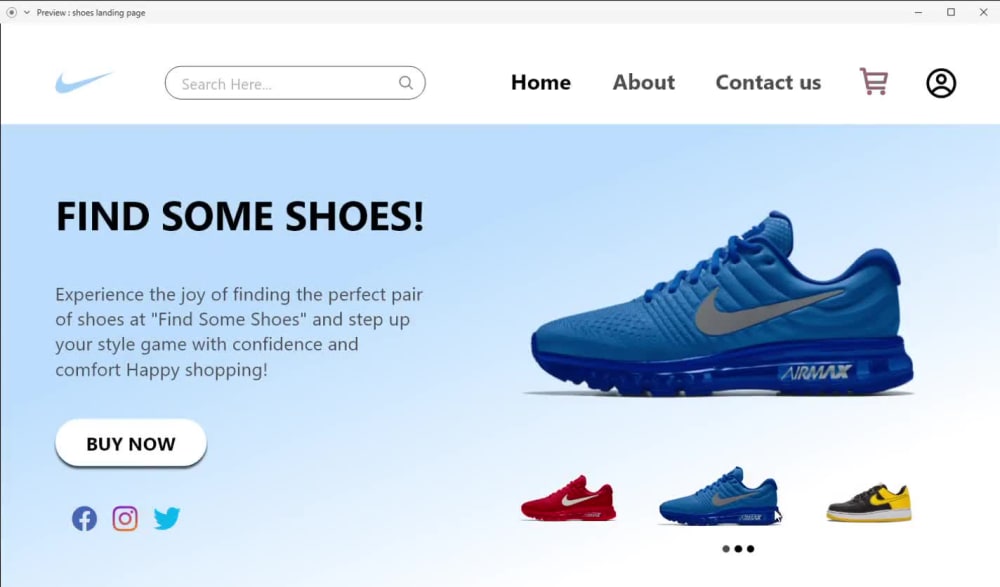 Preview : shoes landing page
Search Here...
Home
About
Contact us
FIND SOME SHOES!
Experience the joy of finding the perfect pair
of shoes at "Find Some Shoes" and step up
your style game with confidence and
comfort Happy shopping!
AIRMAX
BUY NOW
AIRMAX